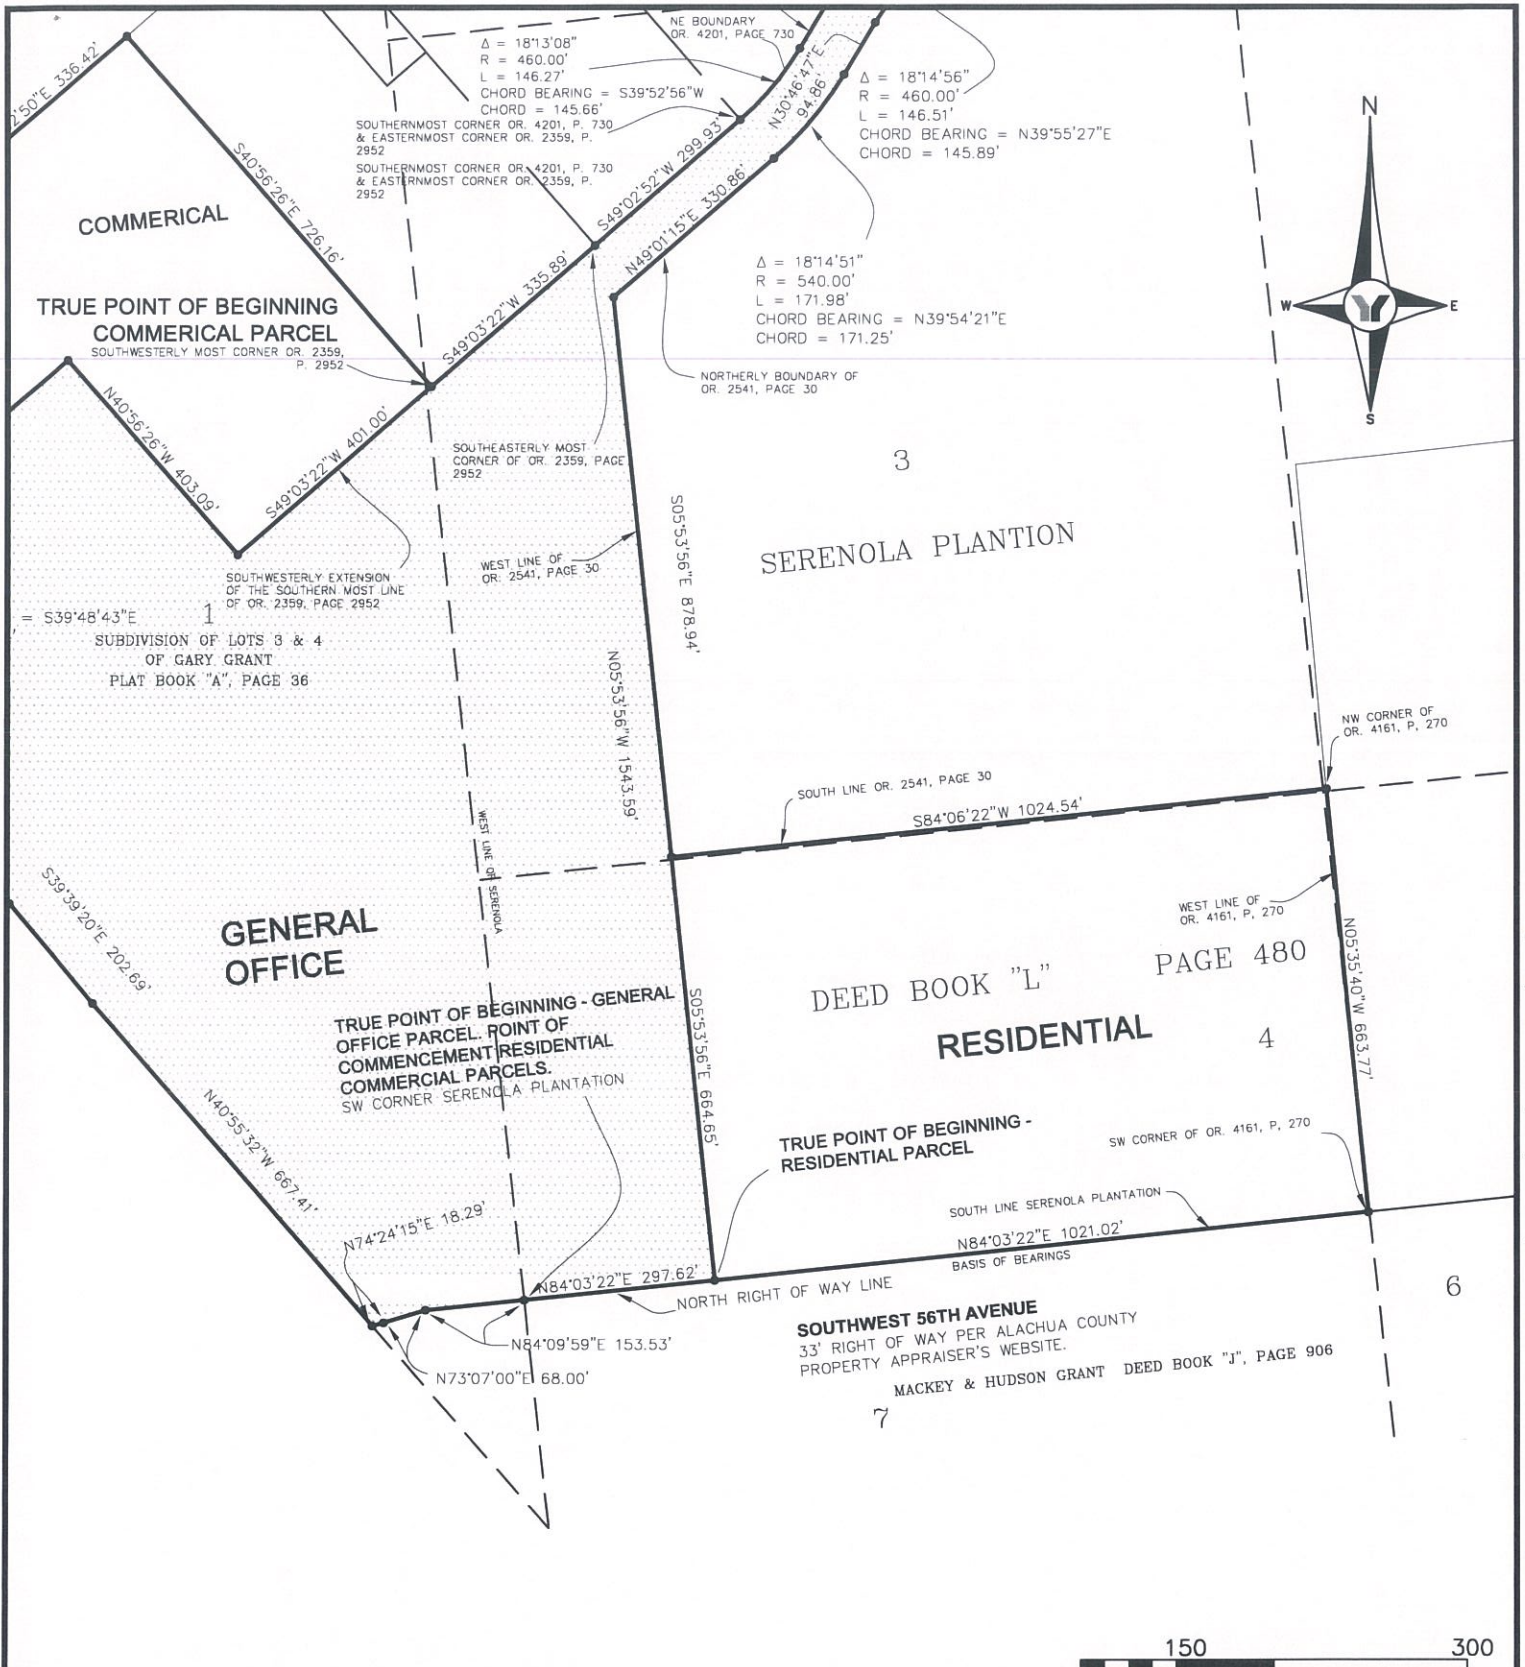 2'50"E 336.42'
Δ = 18°13'08"
R = 460.00'
L = 146.27'
CHORD BEARING = S39°52'56"W
CHORD = 145.66'
NE BOUNDARY
OR. 4201, PAGE 730
N30°46'47"E
94.86'
Δ = 18°14'56"
R = 460.00'
L = 146.51'
CHORD BEARING = N39°55'27"E
CHORD = 145.89'
SOUTHERNMOST CORNER OR. 4201, P. 730
& EASTERNMOST CORNER OR. 2359, P.
2952
SOUTHERNMOST CORNER OR. 4201, P. 730
& EASTERNMOST CORNER OR. 2359, P.
2952
N
W
E
S
S40°56'26"E 726.16'
COMMERICAL
S49°02'52"W 299.93'
N49°01'15"E 330.86'
S49°03'22"W 335.89'
Δ = 18°14'51"
R = 540.00'
L = 171.98'
CHORD BEARING = N39°54'21"E
CHORD = 171.25'
TRUE POINT OF BEGINNING
COMMERICAL PARCEL
SOUTHWESTERLY MOST CORNER OR. 2359,
P. 2952
NORTHERLY BOUNDARY OF
OR. 2541, PAGE 30
N40°56'26"W 403.09'
S49°03'22"W 401.00'
SOUTHEASTERLY MOST
CORNER OF OR. 2359, PAGE
2952
3
SERENOLA PLANTION
S05°53'56"E 878.94'
WEST LINE OF
OR. 2541, PAGE 30
SOUTHWESTERLY EXTENSION
OF THE SOUTHERN MOST LINE
OF OR. 2359, PAGE 2952
= S39°48'43"E
1
SUBDIVISION OF LOTS 3 & 4
OF GARY GRANT
PLAT BOOK "A", PAGE 36
N05°53'56"W 1543.59'
NW CORNER OF
OR. 4161, P, 270
SOUTH LINE OR. 2541, PAGE 30
S84°06'22"W 1024.54'
WEST LINE OF SERENOLA
S39°39'20"E 202.69'
GENERAL
OFFICE
WEST LINE OF
OR. 4161, P, 270
N05°35'40"W 663.77'
DEED BOOK "L"
PAGE 480
RESIDENTIAL
4
TRUE POINT OF BEGINNING - GENERAL
OFFICE PARCEL. POINT OF
COMMENCEMENT RESIDENTIAL
COMMERCIAL PARCELS.
SW CORNER SERENOLA PLANTATION
S05°53'56"E 664.65'
N40°55'32"W 667.41'
TRUE POINT OF BEGINNING -
RESIDENTIAL PARCEL
SW CORNER OF OR. 4161, P, 270
SOUTH LINE SERENOLA PLANTATION
N74°24'15"E 18.29'
N84°03'22"E 1021.02'
BASIS OF BEARINGS
N84°03'22"E 297.62'
NORTH RIGHT OF WAY LINE
6
SOUTHWEST 56TH AVENUE
33' RIGHT OF WAY PER ALACHUA COUNTY
PROPERTY APPRAISER'S WEBSITE.
N84°09'59"E 153.53'
N73°07'00"E 68.00'
MACKEY & HUDSON GRANT DEED BOOK "J", PAGE 906
7
150
300